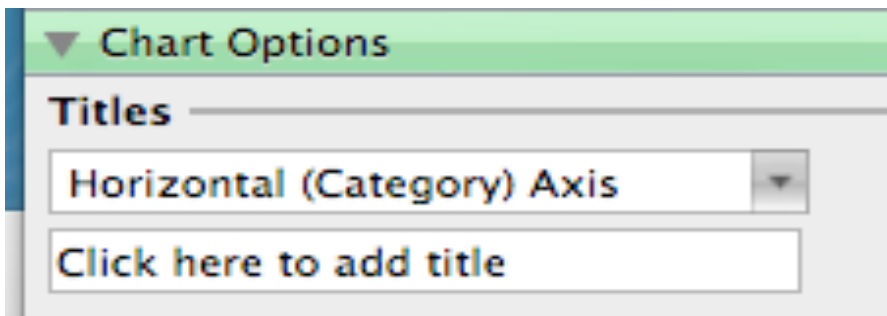 Chart Options
Titles
Horizontal (Category) Axis
Click here to add title